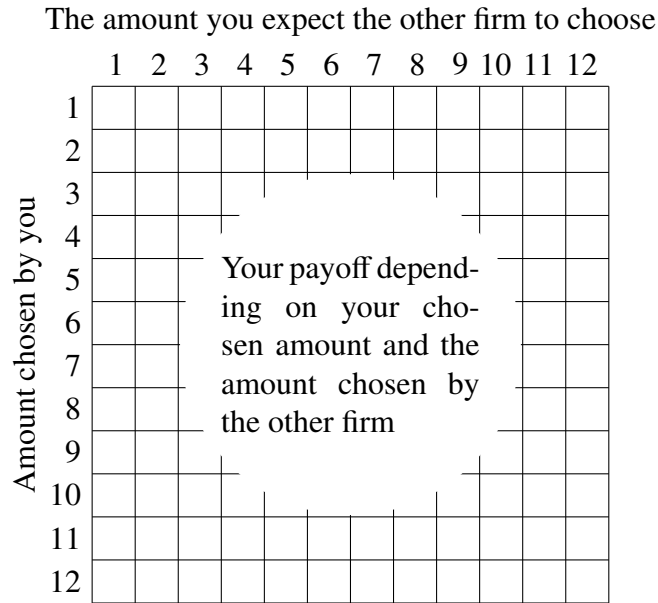 The amount you expect the other firm to choose
1 2 3 4 5 6 7 8 9 10 11 12
Amount chosen by you
1
2
3
4
5
6
7
8
9
10
11
12
Your payoff depend-
ing on your cho-
sen amount and the
amount chosen by
the other firm